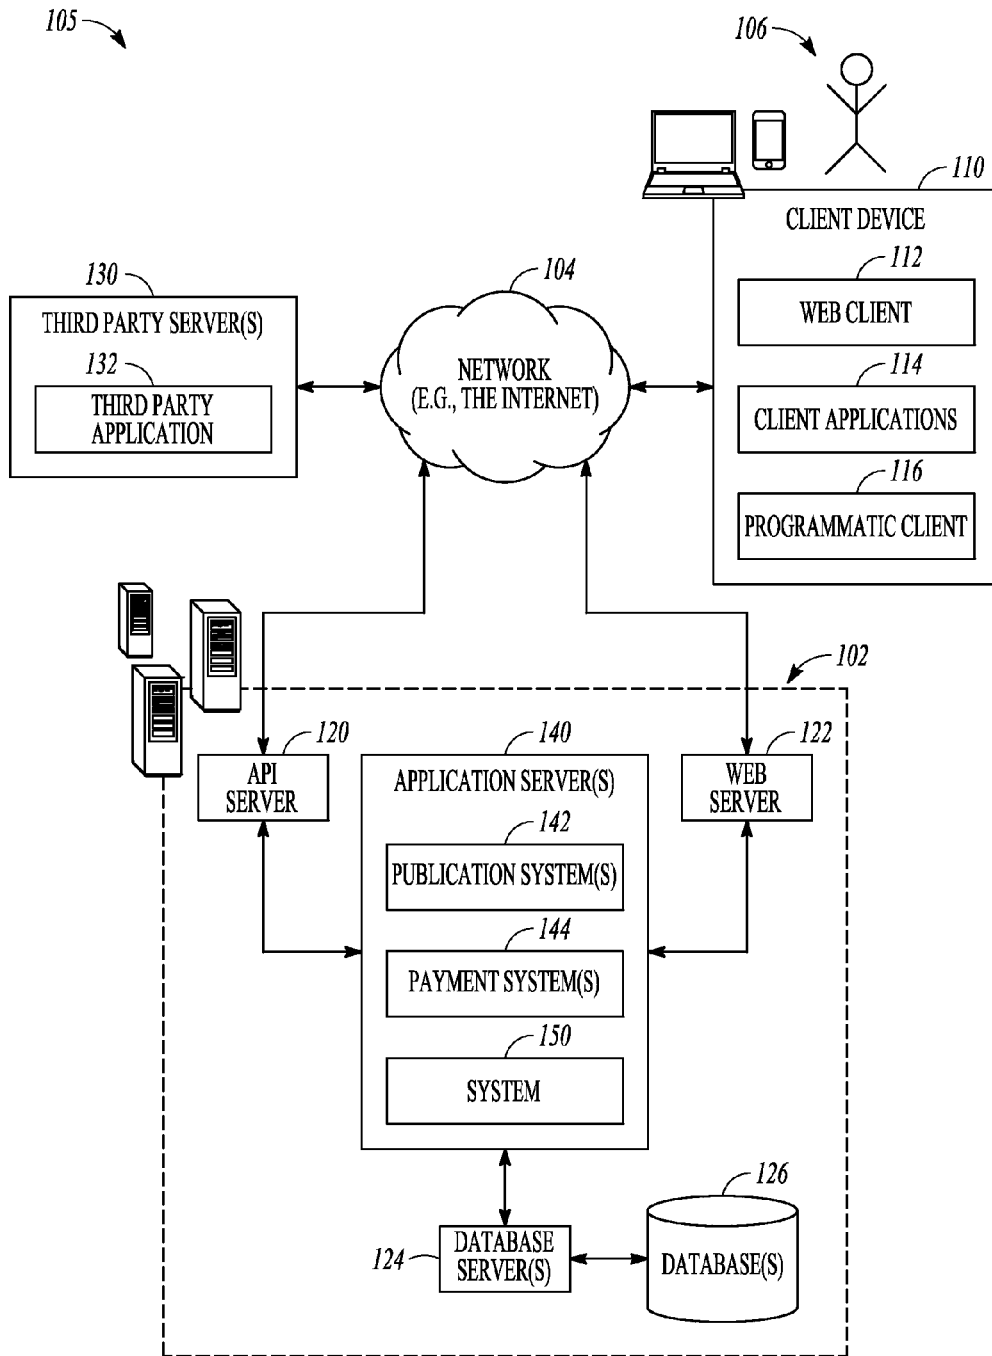 105
106
110
CLIENT DEVICE
112
WEB CLIENT
114
CLIENT APPLICATIONS
116
PROGRAMMATIC CLIENT
130
THIRD PARTY SERVER(S)
132
THIRD PARTY
APPLICATION
104
NETWORK
(E.G., THE INTERNET)
102
120
API
SERVER
140
APPLICATION SERVER(S)
142
PUBLICATION SYSTEM(S)
144
PAYMENT SYSTEM(S)
150
SYSTEM
122
WEB
SERVER
124
DATABASE
SERVER(S)
126
DATABASE(S)